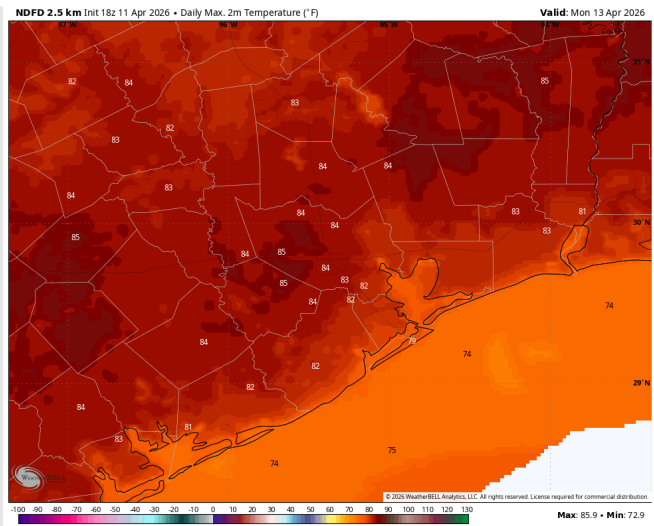 NDFD 2.5 km Init 18z 11 Apr 2026 • Daily Max. 2m Temperature (°F)
Valid: Mon 13 Apr 2026
97°W 96°W 95°W 94°W
31°N
82 84 85
83
83 82
84 84
84 83
84 83 81
84 83 30°N
85 84 85
84
85 83 82
84 82 74
84 79 74
82 29°N
82
84
83 81
74 75
WeatherBELL
© 2026 WeatherBELL Analytics, LLC. All rights reserved. License required for commercial distribution.
-100 -90 -80 -70 -60 -50 -40 -30 -20 -10 0 10 20 30 40 50 60 70 80 90 100 110 120 130
Max: 85.9 • Min: 72.9